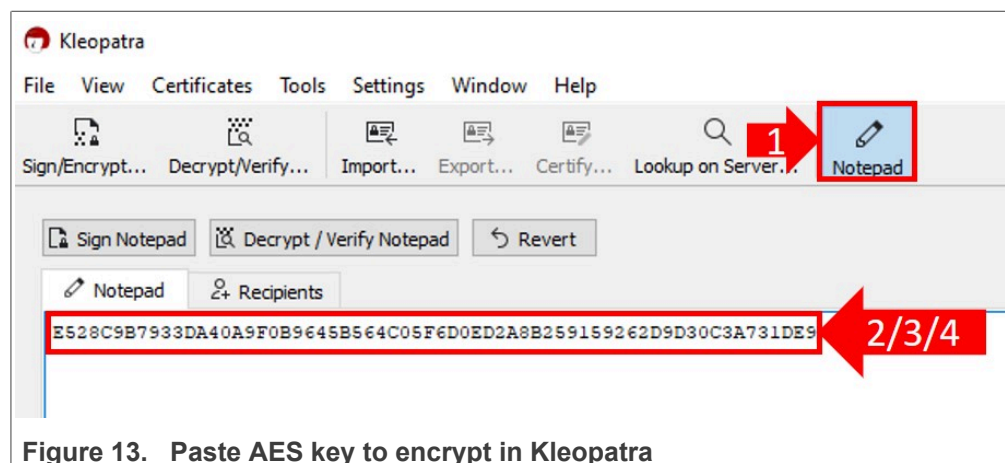 Kleopatra
File View Certificates Tools Settings Window Help
1
Sign/Encrypt... Decrypt/Verify... Import... Export... Certify... Lookup on Server... Notepad
Sign Notepad Decrypt / Verify Notepad Revert
Notepad Recipients
E528C9B7933DA40A9F0B9645B564C05F6D0ED2A8B259159262D9D30C3A731DE9 2/3/4
Figure 13. Paste AES key to encrypt in Kleopatra